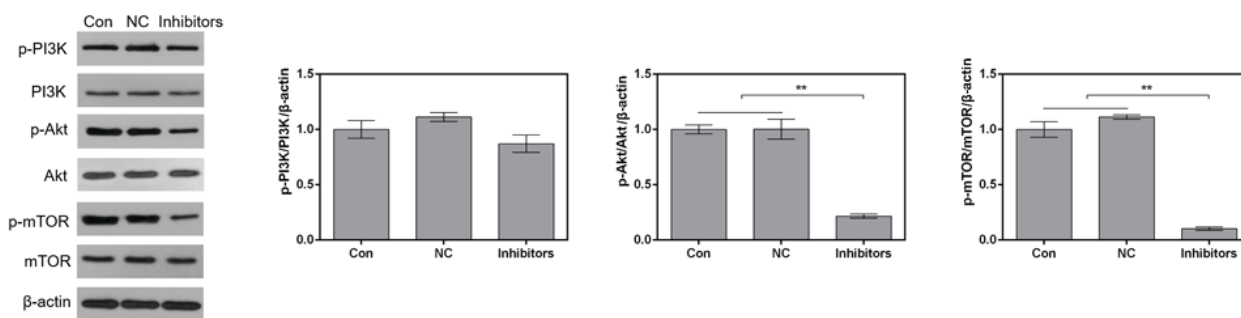 Con NC Inhibitors
p-PI3K
PI3K
p-Akt
Akt
p-mTOR
mTOR
β-actin
p-PI3K/PI3K/β-actin
1.5
1.0
0.5
0.0
Con NC Inhibitors
p-Akt/Akt/β-actin
1.5
1.0
0.5
0.0
**
Con NC Inhibitors
p-mTOR/mTOR/β-actin
1.5
1.0
0.5
0.0
**
Con NC Inhibitors